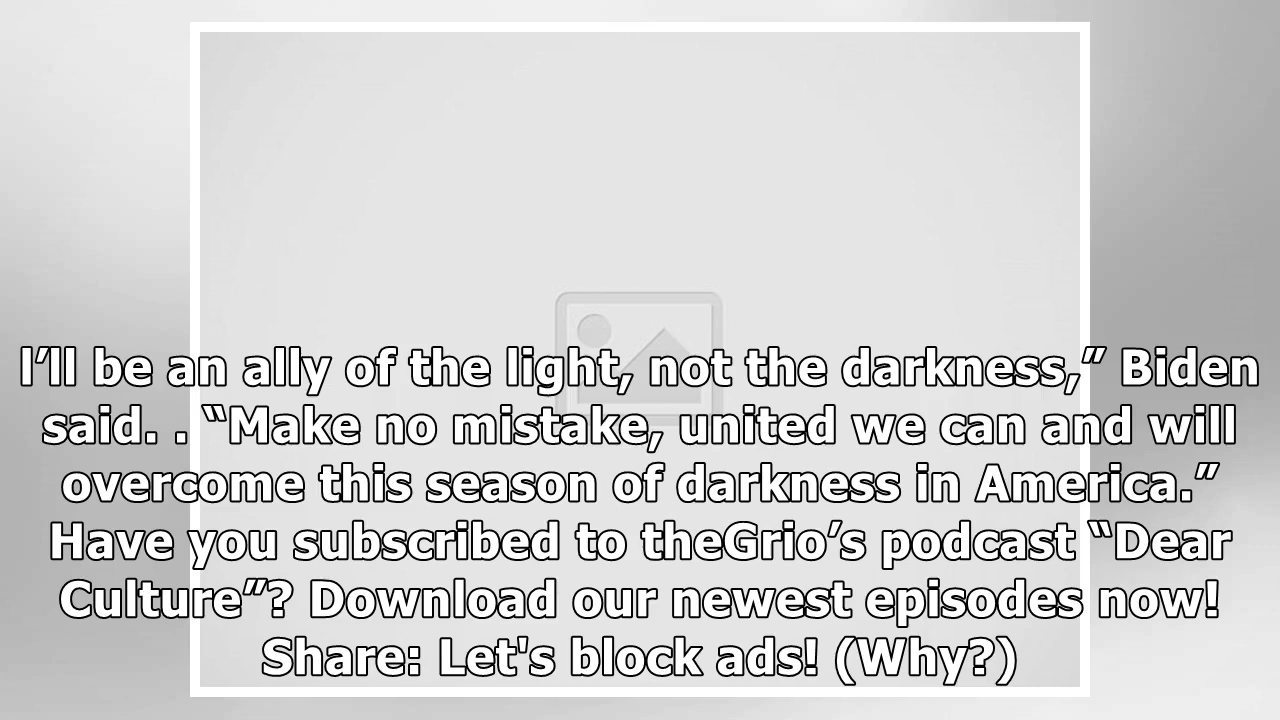 I’ll be an ally of the light, not the darkness,” Biden
said. . “Make no mistake, united we can and will
overcome this season of darkness in America.”
Have you subscribed to theGrio’s podcast “Dear
Culture”? Download our newest episodes now!
Share: Let's block ads! (Why?)